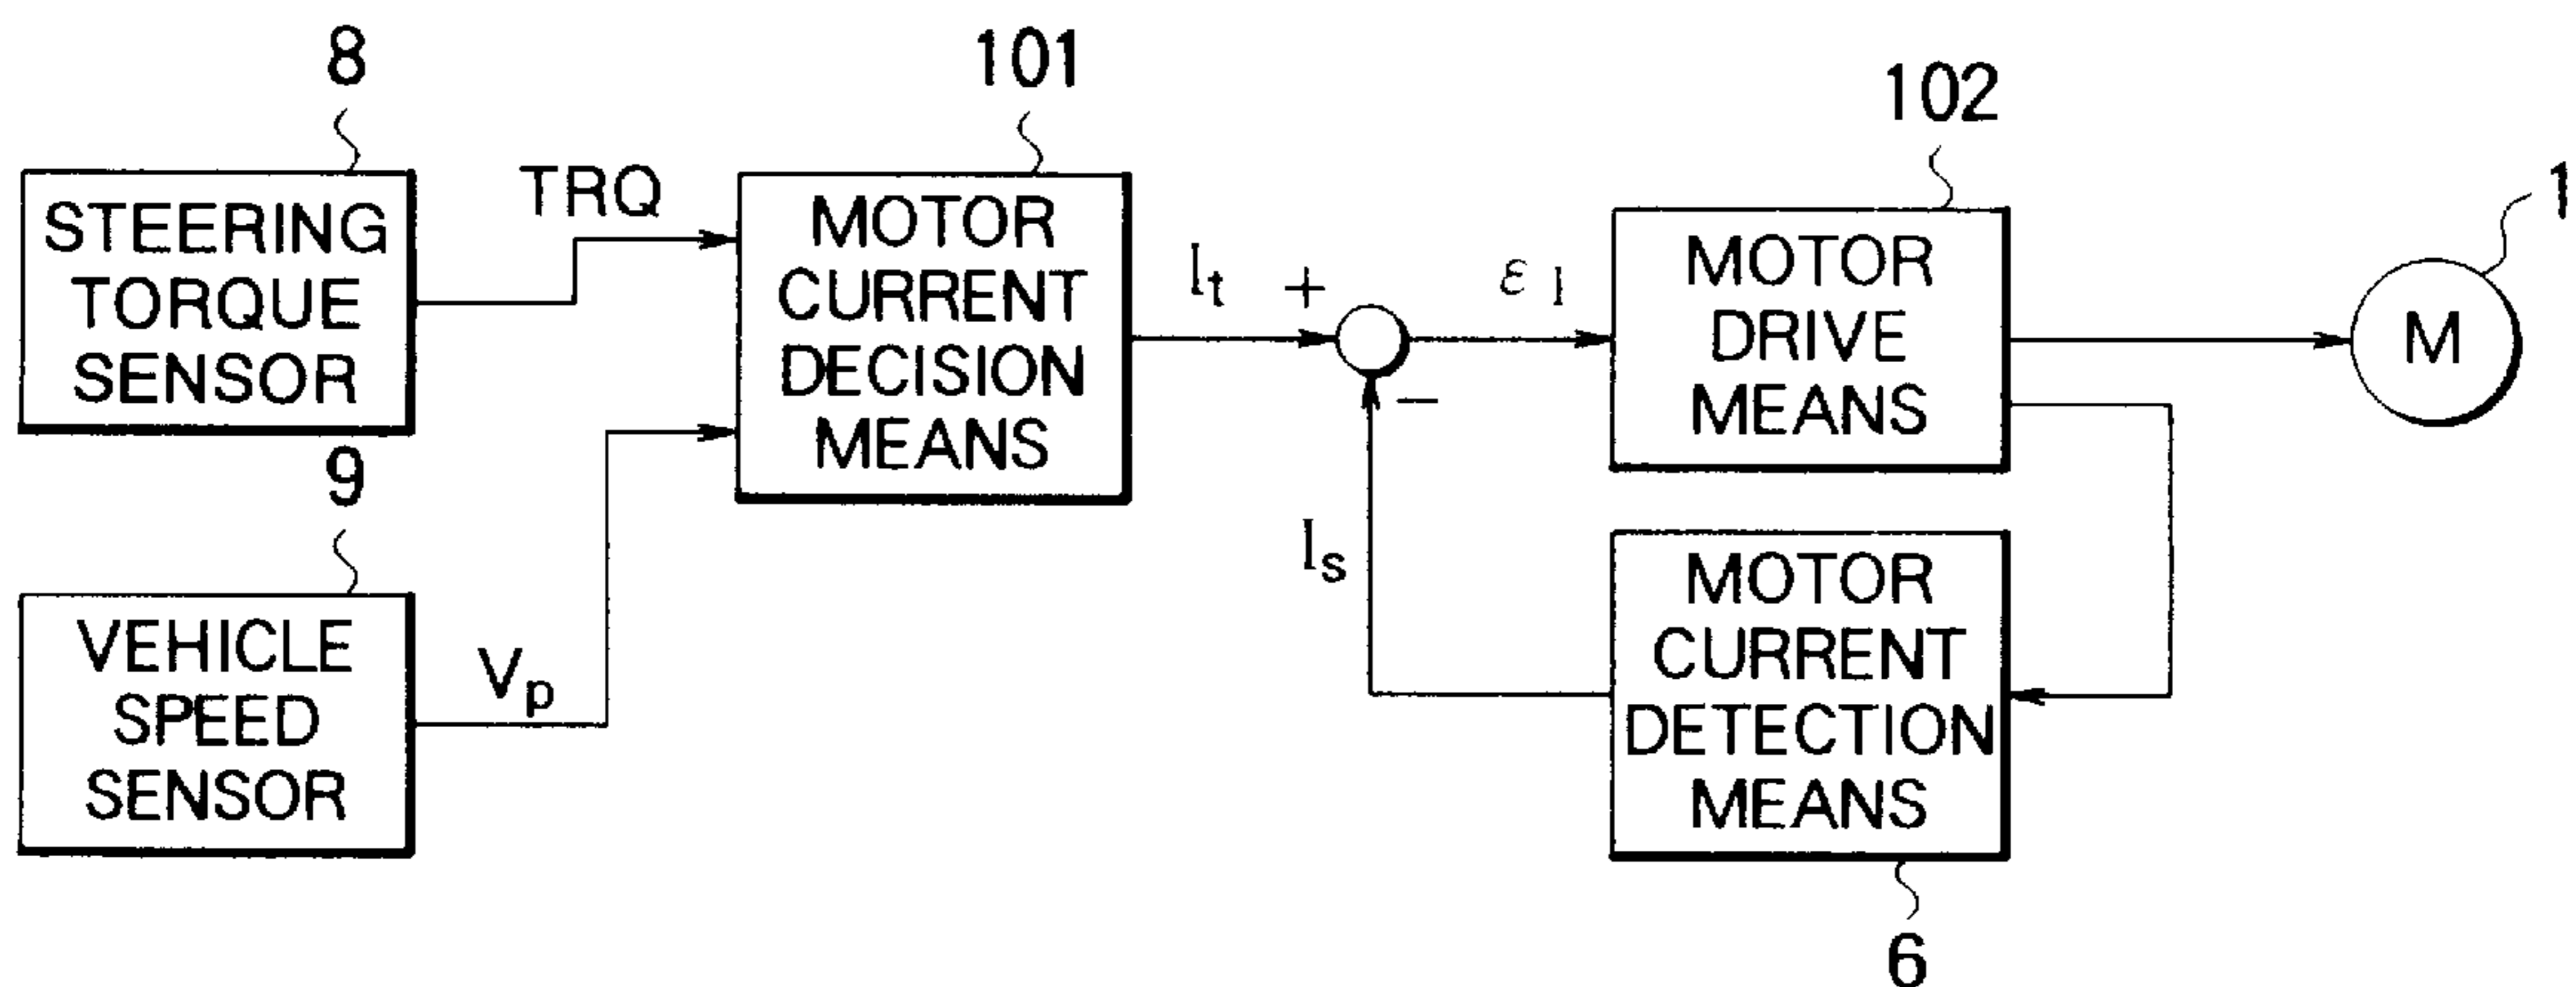 8
STEERING
TORQUE
SENSOR
TRQ
9
VEHICLE
SPEED
SENSOR
Vp
101
MOTOR
CURRENT
DECISION
MEANS
It
+
−
εI
Is
102
MOTOR
DRIVE
MEANS
1
M
MOTOR
CURRENT
DETECTION
MEANS
6